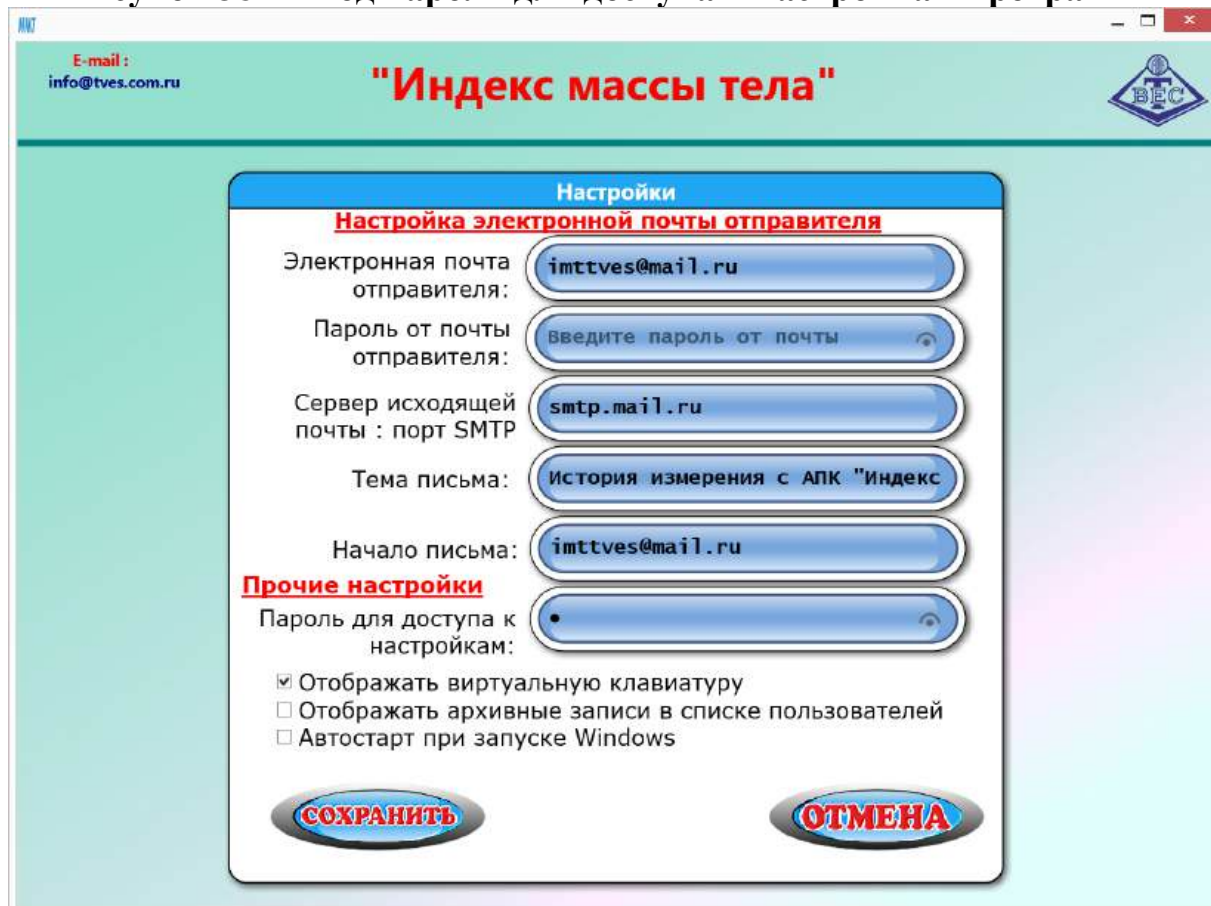 E-mail :
info@tves.com.ru
"Индекс массы тела"
ВЕС
Настройки
Настройка электронной почты отправителя
Электронная почта
отправителя:
imttves@mail.ru
Пароль от почты
отправителя:
Введите пароль от почты
Сервер исходящей
почты : порт SMTP
smtp.mail.ru
Тема письма:
История измерения с АПК "Индекс
Начало письма:
imttves@mail.ru
Прочие настройки
Пароль для доступа к
настройкам:
Отображать виртуальную клавиатуру
Отображать архивные записи в списке пользователей
Автостарт при запуске Windows
СОХРАНИТЬ
ОТМЕНА